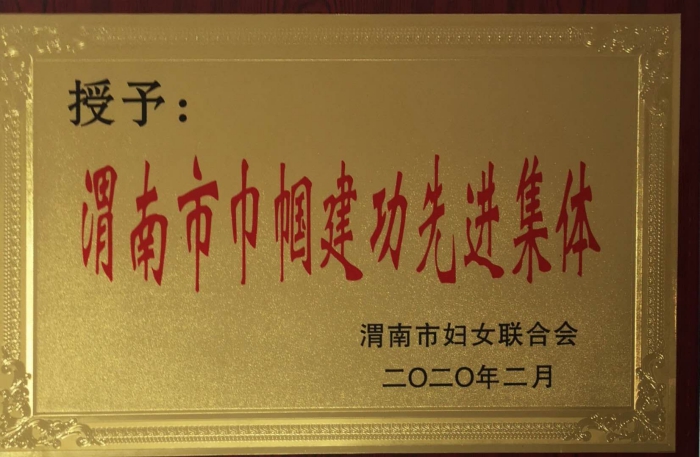 授予：
渭南市巾帼建功先进集体
渭南市妇女联合会
二〇二〇年二月